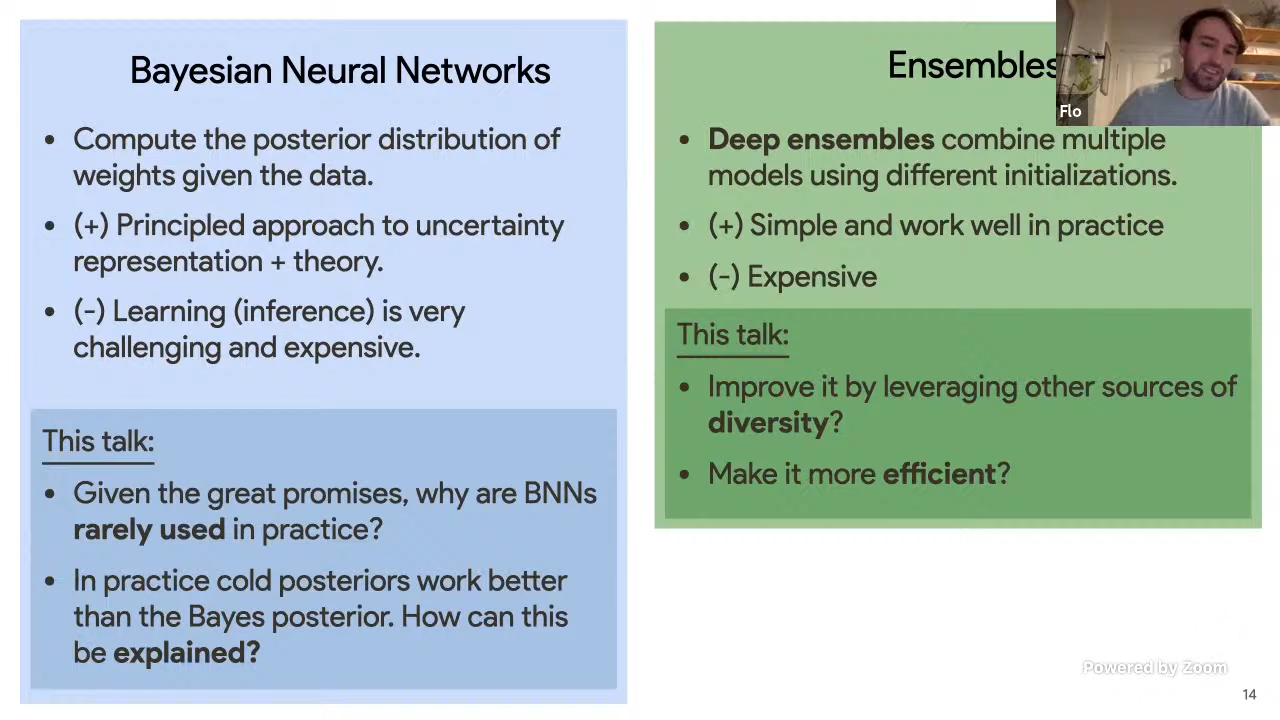 Bayesian Neural Networks
• Compute the posterior distribution of
weights given the data.
• (+) Principled approach to uncertainty
representation + theory.
• (-) Learning (inference) is very
challenging and expensive.
This talk:
• Given the great promises, why are BNNs
rarely used in practice?
• In practice cold posteriors work better
than the Bayes posterior. How can this
be explained?
Ensembles
• Deep ensembles combine multiple
models using different initializations.
• (+) Simple and work well in practice
• (-) Expensive
This talk:
• Improve it by leveraging other sources of
diversity?
• Make it more efficient?
Flo
Powered by Zoom
14